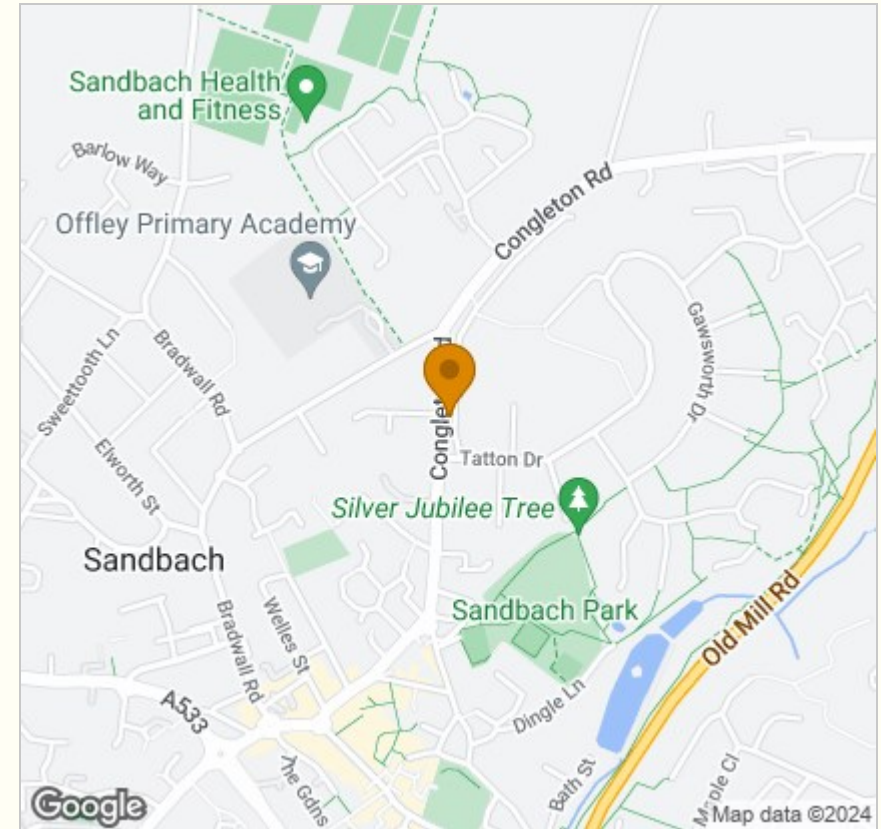 Sandbach Health
and Fitness
Barlow Way
Congleton Rd
Offley Primary Academy
Gawsworth Dr
Sweettooth Ln
Bradwall Rd
Tatton Dr
Elworth St
Silver Jubilee Tree
Sandbach
Sandbach Park
Old Mill Rd
Welles St
Bradwall Rd
Dingle Ln
A533
The Gdns
Bath St
Google
Map data ©2024